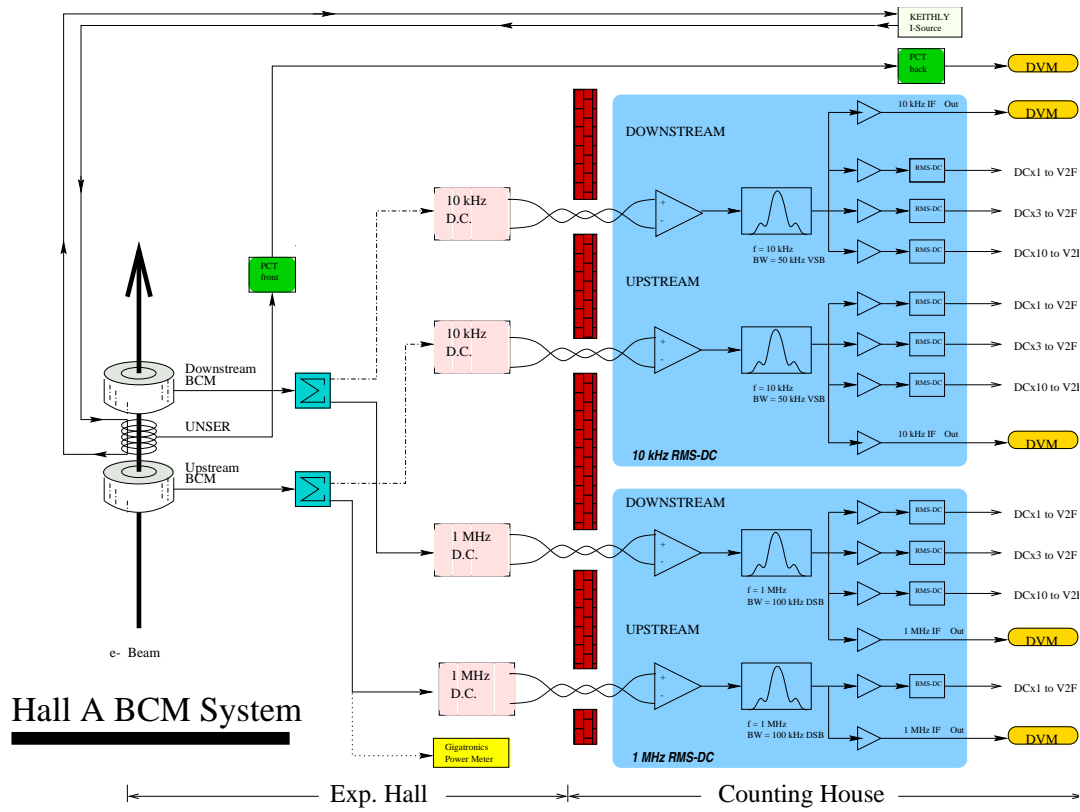 KEITHLY
I-Source
PCT
back
DVM
10 kHz IF Out
DVM
DOWNSTREAM
RMS-DC
DCx1 to V2F
10 kHz
D.C.
+
-
RMS-DC
DCx3 to V2F
f = 10 kHz
BW = 50 kHz VSB
RMS-DC
DCx10 to V2F
PCT
front
UPSTREAM
RMS-DC
DCx1 to V2F
10 kHz
D.C.
+
-
RMS-DC
DCx3 to V2F
f = 10 kHz
BW = 50 kHz VSB
RMS-DC
DCx10 to V2F
Downstream
BCM
Σ
UNSER
10 kHz IF Out
DVM
10 kHz RMS-DC
Upstream
BCM
Σ
DOWNSTREAM
RMS-DC
DCx1 to V2F
1 MHz
D.C.
+
-
RMS-DC
DCx3 to V2F
f = 1 MHz
BW = 100 kHz DSB
RMS-DC
DCx10 to V2F
UPSTREAM
1 MHz IF Out
DVM
e- Beam
1 MHz
D.C.
+
-
RMS-DC
DCx1 to V2F
f = 1 MHz
BW = 100 kHz DSB
1 MHz IF Out
DVM
Hall A BCM System
Gigatronics
Power Meter
1 MHz RMS-DC
Exp. Hall
Counting House